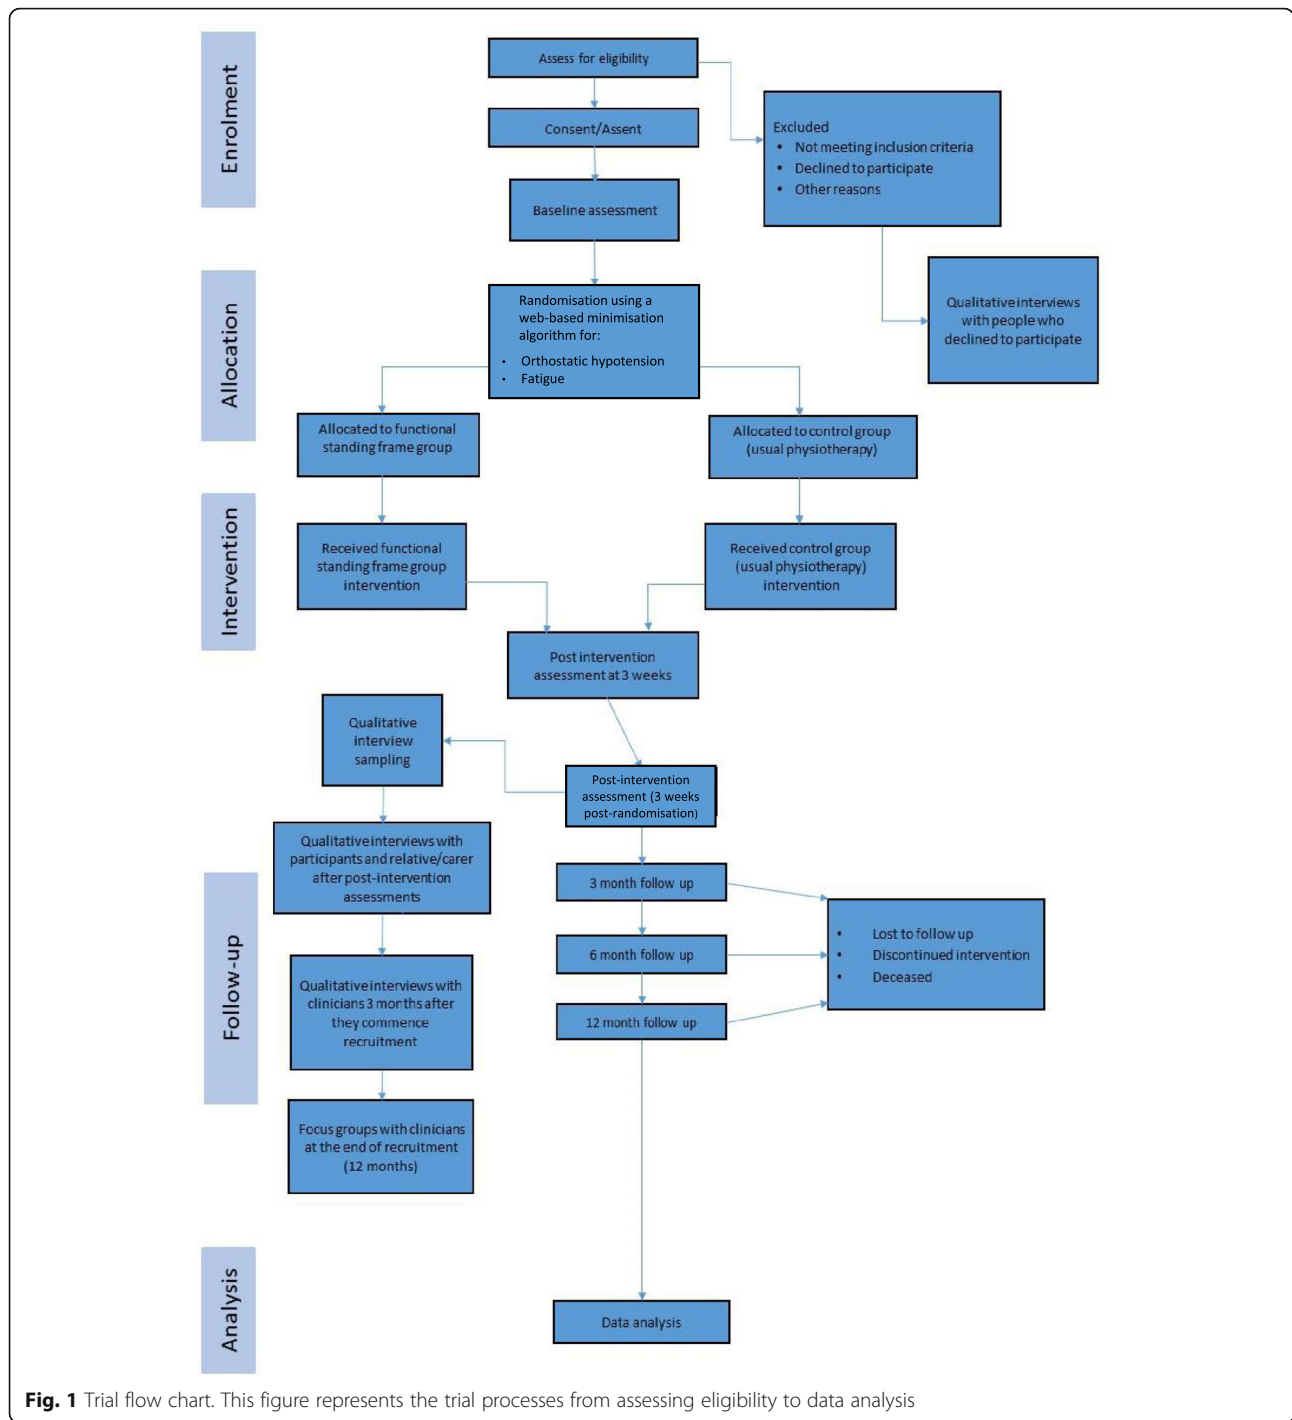 Enrolment
Assess for eligibility
Consent/Assent
Baseline assessment
Excluded
• Not meeting inclusion criteria
• Declined to participate
• Other reasons
Qualitative interviews
with people who
declined to participate
Allocation
Randomisation using a
web-based minimisation
algorithm for:
• Orthostatic hypotension
• Fatigue
Allocated to functional
standing frame group
Allocated to control group
(usual physiotherapy)
Intervention
Received functional
standing frame group
intervention
Received control group
(usual physiotherapy)
intervention
Post intervention
assessment at 3 weeks
Qualitative
interview
sampling
Post-intervention
assessment (3 weeks
post-randomisation)
Follow-up
Qualitative interviews with
participants and relative/carer
after post-intervention
assessments
Qualitative interviews with
clinicians 3 months after
they commence
recruitment
Focus groups with clinicians
at the end of recruitment
(12 months)
3 month follow up
6 month follow up
12 month follow up
• Lost to follow up
• Discontinued intervention
• Deceased
Analysis
Data analysis
Fig. 1 Trial flow chart. This figure represents the trial processes from assessing eligibility to data analysis